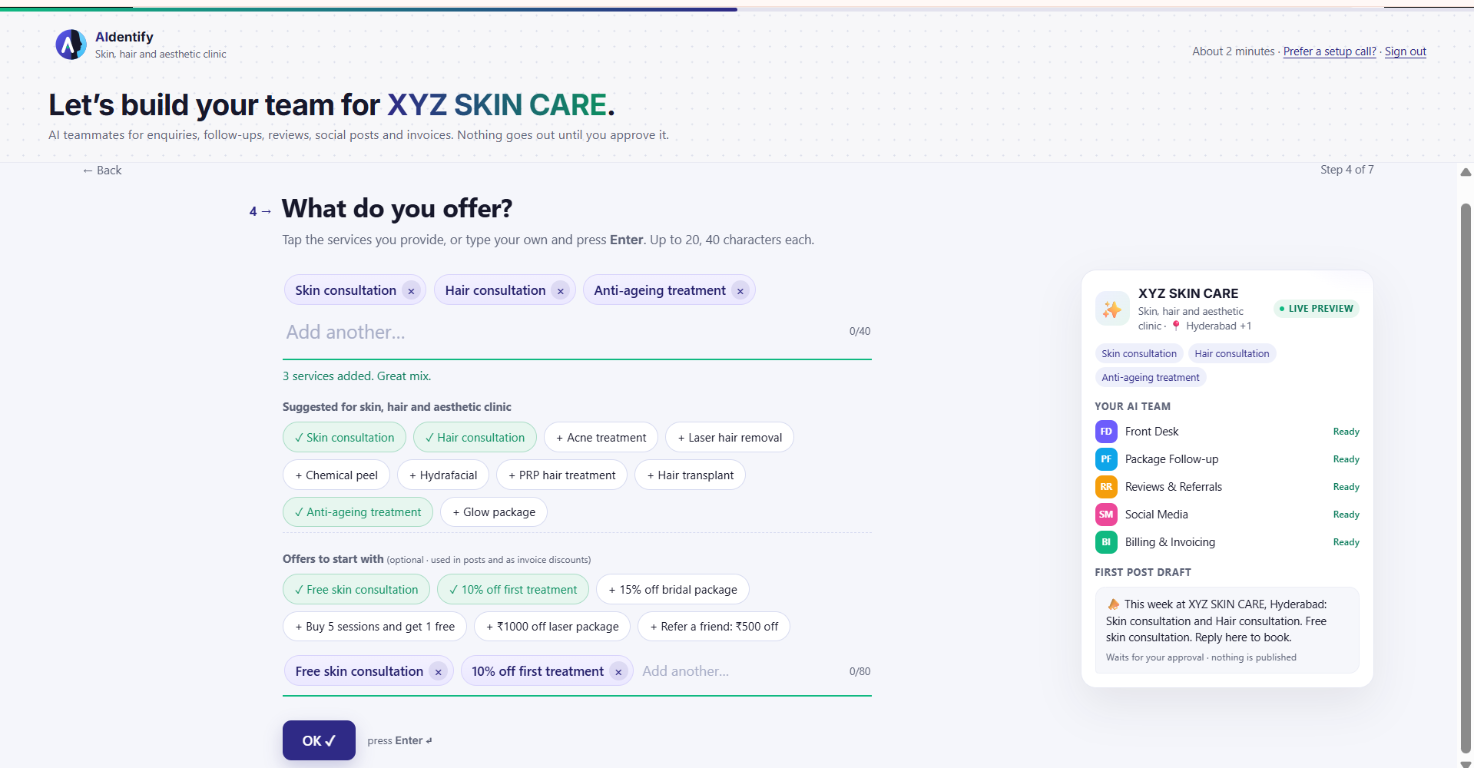 AIdentify
Skin, hair and aesthetic clinic
About 2 minutes · Prefer a setup call? · Sign out
Let's build your team for XYZ SKIN CARE.
AI teammates for enquiries, follow-ups, reviews, social posts and invoices. Nothing goes out until you approve it.
← Back
Step 4 of 7
4 → What do you offer?
Tap the services you provide, or type your own and press Enter. Up to 20, 40 characters each.
Skin consultation × Hair consultation × Anti-ageing treatment ×
Add another... 0/40
3 services added. Great mix.
Suggested for skin, hair and aesthetic clinic
✓ Skin consultation ✓ Hair consultation + Acne treatment + Laser hair removal
+ Chemical peel + Hydrafacial + PRP hair treatment + Hair transplant
✓ Anti-ageing treatment + Glow package
Offers to start with (optional · used in posts and as invoice discounts)
✓ Free skin consultation ✓ 10% off first treatment + 15% off bridal package
+ Buy 5 sessions and get 1 free + ₹1000 off laser package + Refer a friend: ₹500 off
Free skin consultation × 10% off first treatment × Add another... 0/80
OK ✓ press Enter ↵
XYZ SKIN CARE
Skin, hair and aesthetic
clinic · 📍 Hyderabad +1
LIVE PREVIEW
Skin consultation Hair consultation
Anti-ageing treatment
YOUR AI TEAM
FD Front Desk Ready
PF Package Follow-up Ready
RR Reviews & Referrals Ready
SM Social Media Ready
BI Billing & Invoicing Ready
FIRST POST DRAFT
📣 This week at XYZ SKIN CARE, Hyderabad:
Skin consultation and Hair consultation. Free
skin consultation. Reply here to book.
Waits for your approval · nothing is published